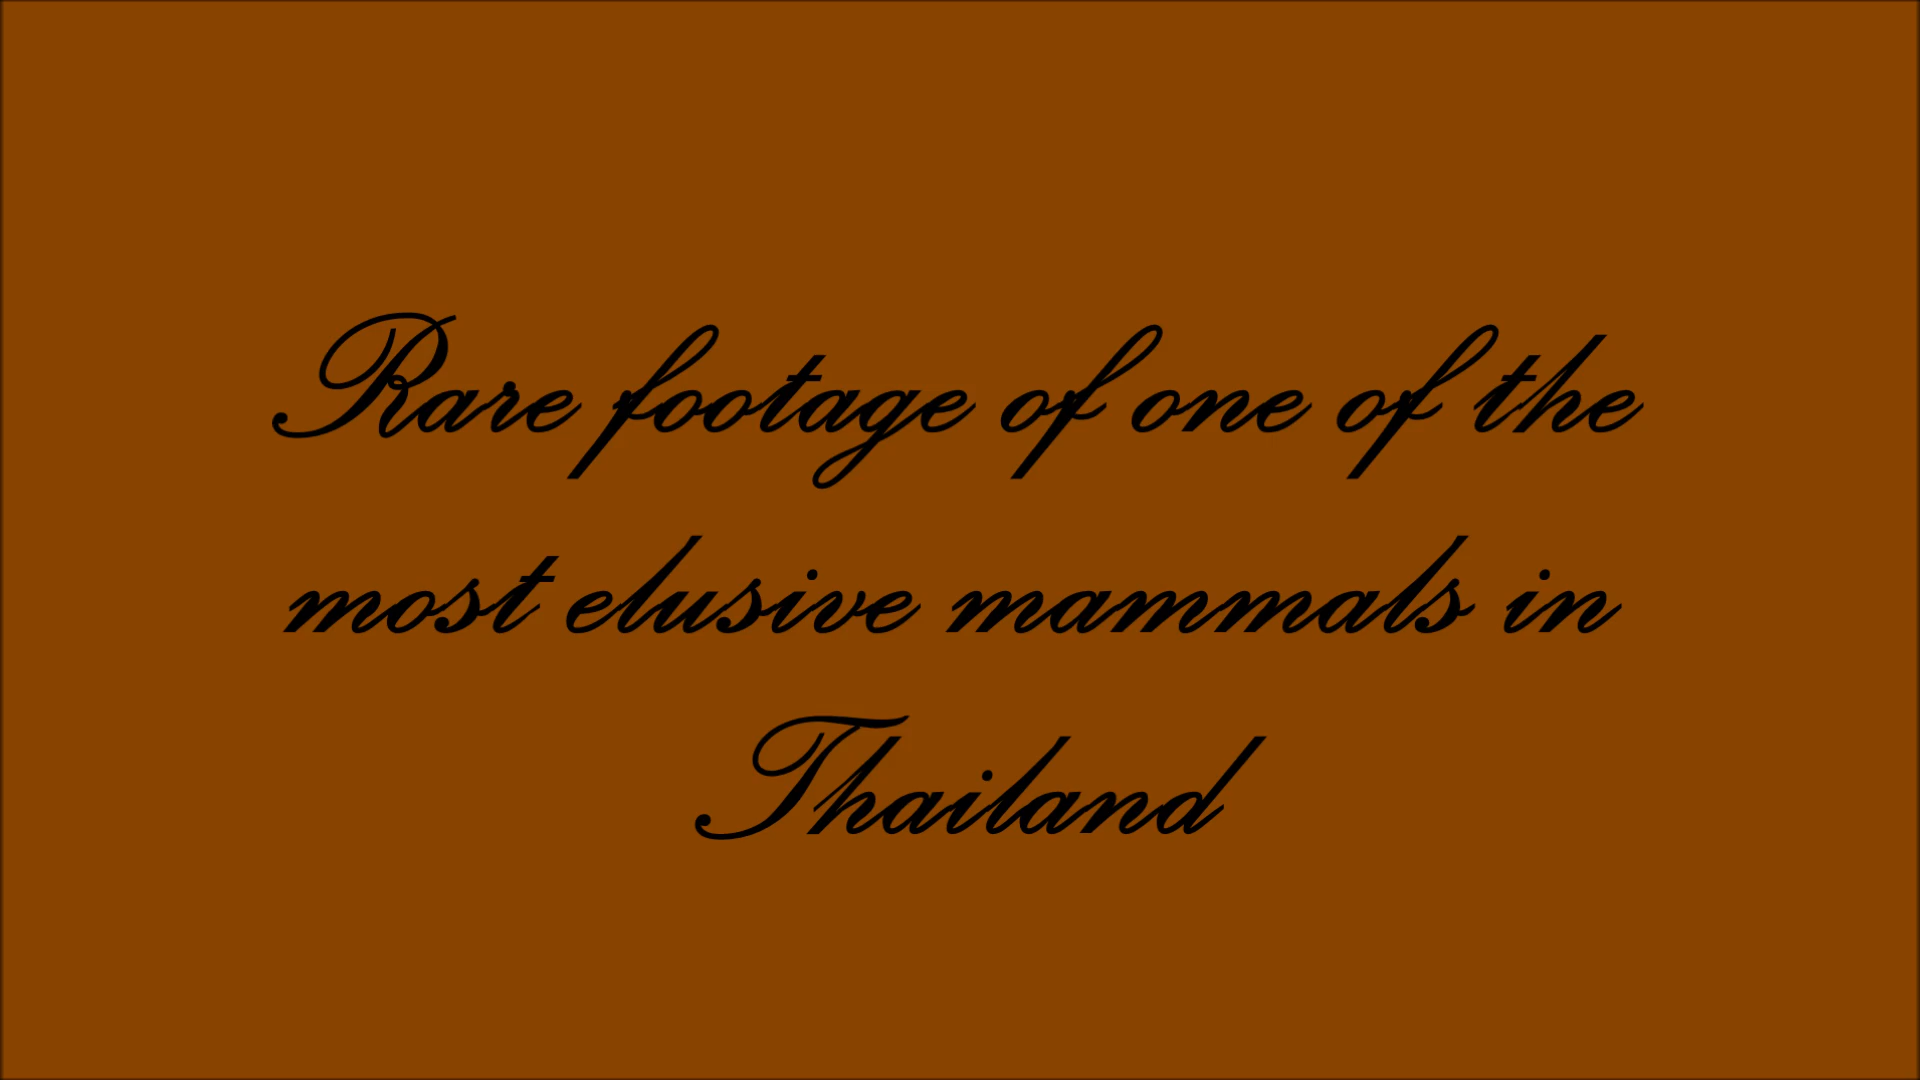 Rare footage of one of the
most elusive mammals in
Thailand